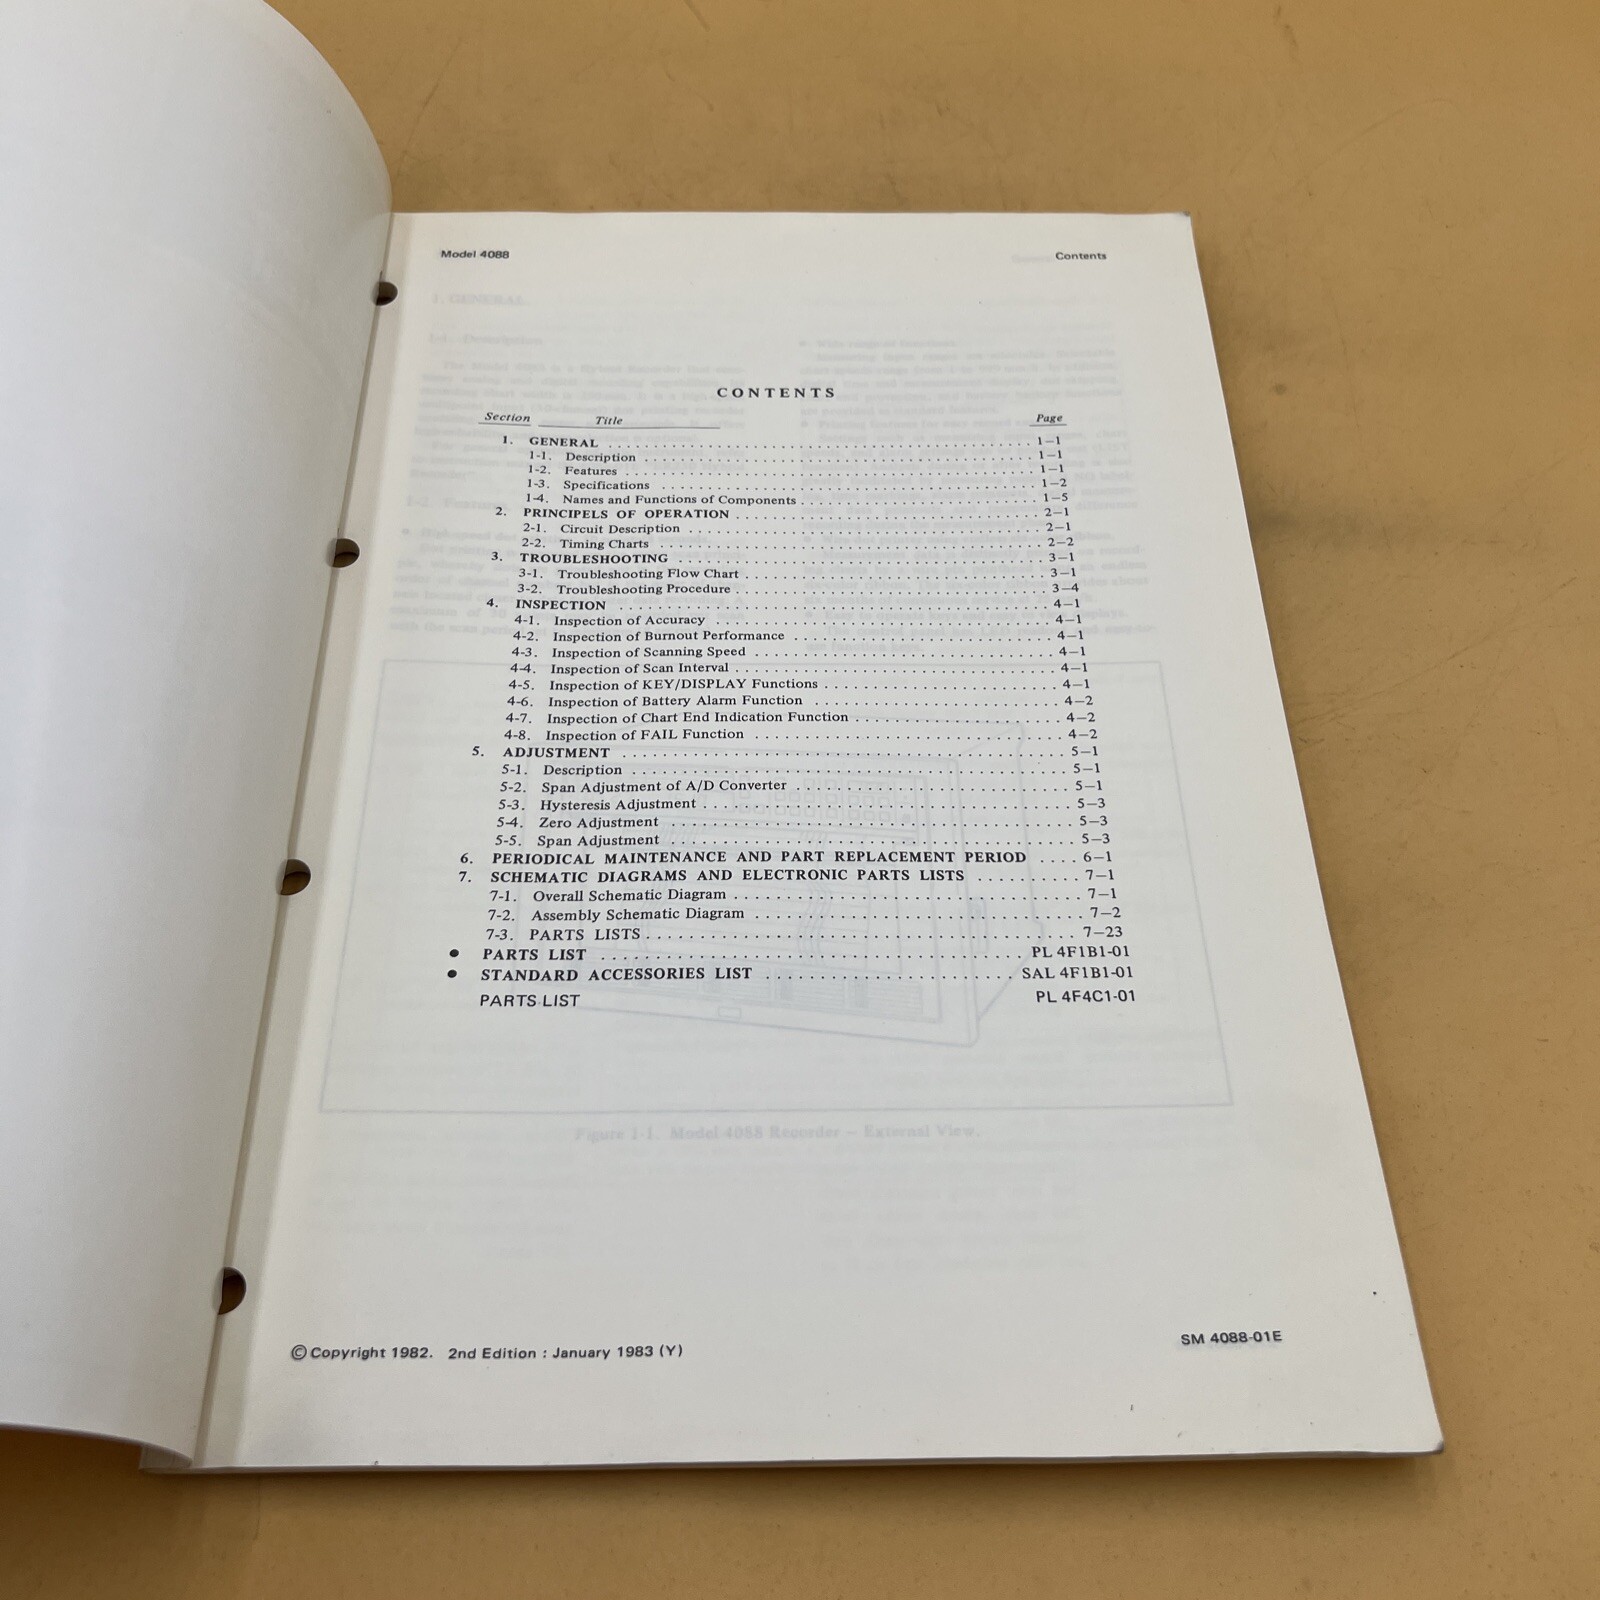 Model 4088 Contents
CONTENTS
Section Title Page
1. GENERAL 1-1
1-1. Description 1-1
1-2. Features 1-1
1-3. Specifications 1-2
1-4. Names and Functions of Components 1-5
2. PRINCIPELS OF OPERATION 2-1
2-1. Circuit Description 2-1
2-2. Timing Charts 2-2
3. TROUBLESHOOTING 3-1
3-1. Troubleshooting Flow Chart 3-1
3-2. Troubleshooting Procedure 3-4
4. INSPECTION 4-1
4-1. Inspection of Accuracy 4-1
4-2. Inspection of Burnout Performance 4-1
4-3. Inspection of Scanning Speed 4-1
4-4. Inspection of Scan Interval 4-1
4-5. Inspection of KEY/DISPLAY Functions 4-1
4-6. Inspection of Battery Alarm Function 4-2
4-7. Inspection of Chart End Indication Function 4-2
4-8. Inspection of FAIL Function 4-2
5. ADJUSTMENT 5-1
5-1. Description 5-1
5-2. Span Adjustment of A/D Converter 5-1
5-3. Hysteresis Adjustment 5-3
5-4. Zero Adjustment 5-3
5-5. Span Adjustment 5-3
6. PERIODICAL MAINTENANCE AND PART REPLACEMENT PERIOD 6-1
7. SCHEMATIC DIAGRAMS AND ELECTRONIC PARTS LISTS 7-1
7-1. Overall Schematic Diagram 7-1
7-2. Assembly Schematic Diagram 7-2
7-3. PARTS LISTS 7-23
• PARTS LIST PL 4F1B1-01
• STANDARD ACCESSORIES LIST SAL 4F1B1-01
PARTS LIST PL 4F4C1-01
Figure 1-1. Model 4088 Recorder – External View.
© Copyright 1982. 2nd Edition : January 1983 (Y)
SM 4088-01E